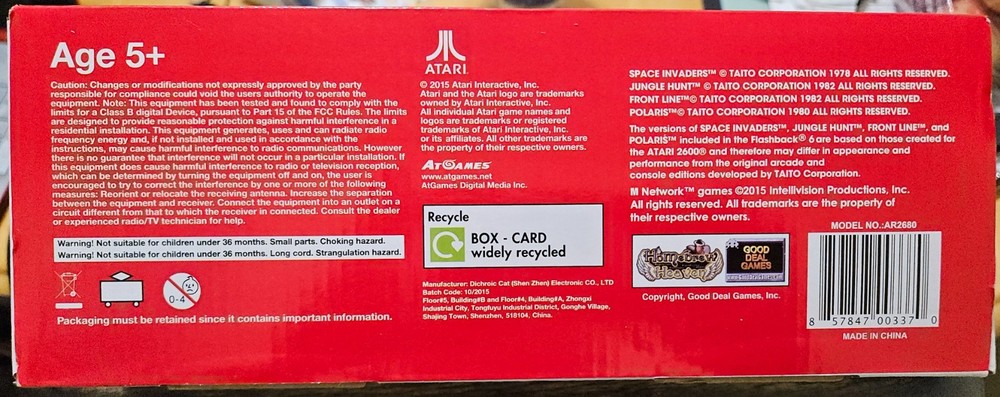 Age 5+
Caution: Changes or modifications not expressly approved by the party
responsible for compliance could void the users authority to operate the
equipment. Note: This equipment has been tested and found to comply with the
limits for a Class B digital Device, pursuant to Part 15 of the FCC Rules. The limits
are designed to provide reasonable protection against harmful interference in a
residential installation. This equipment generates, uses and can radiate radio
frequency energy and, if not installed and used in accordance with the
instructions, may cause harmful interference to radio communications. However
there is no guarantee that interference will not occur in a particular installation. If
this equipment does cause harmful interference to radio or television reception,
which can be determined by turning the equipment off and on, the user is
encouraged to try to correct the interference by one or more of the following
measures: Reorient or relocate the receiving antenna. Increase the separation
between the equipment and receiver. Connect the equipment into an outlet on a
circuit different from that to which the receiver in connected. Consult the dealer
or experienced radio/TV technician for help.
Warning! Not suitable for children under 36 months. Small parts. Choking hazard.
Warning! Not suitable for children under 36 months. Long cord. Strangulation hazard.
0-4
Packaging must be retained since it contains important information.
ATARI
© 2015 Atari Interactive, Inc.
Atari and the Atari logo are trademarks
owned by Atari Interactive, Inc.
All individual Atari game names and
logos are trademarks or registered
trademarks of Atari Interactive, Inc.
or its affiliates. All other trademarks are
the property of their respective owners.
ATGAMES
www.atgames.net
AtGames Digital Media Inc.
Recycle
BOX - CARD
widely recycled
Manufacturer: Dichroic Cat (Shen Zhen) Electronic CO., LTD
Batch Code: 10/2015
Floor#5, Building#B and Floor#4, Building#A, Zhongxi
Industrial City, Tongfuyu Industrial District, Gonghe Village,
Shajing Town, Shenzhen, 518104, China.
SPACE INVADERS™ © TAITO CORPORATION 1978 ALL RIGHTS RESERVED.
JUNGLE HUNT™ © TAITO CORPORATION 1982 ALL RIGHTS RESERVED.
FRONT LINE™© TAITO CORPORATION 1982 ALL RIGHTS RESERVED.
POLARIS™© TAITO CORPORATION 1980 ALL RIGHTS RESERVED.
The versions of SPACE INVADERS™, JUNGLE HUNT™, FRONT LINE™, and
POLARIS™ included in the Flashback® 6 are based on those created for
the ATARI 2600® and therefore may differ in appearance and
performance from the original arcade and
console editions developed by TAITO Corporation.
M Network™ games ©2015 Intellivision Productions, Inc.
All rights reserved. All trademarks are the property of
their respective owners.
MODEL NO.:AR2680
Homebrew
Heaven
GOOD
DEAL
GAMES
Copyright, Good Deal Games, Inc.
8 57847 00337 0
MADE IN CHINA